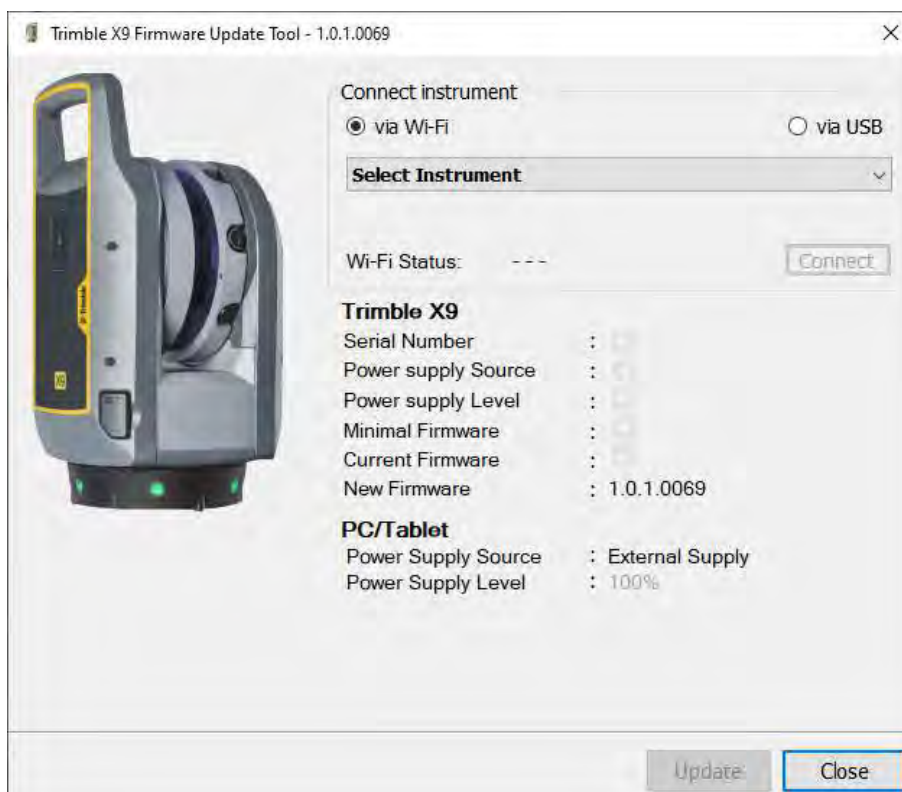 Trimble X9 Firmware Update Tool - 1.0.1.0069
Connect instrument
via Wi-Fi
via USB
Select Instrument
Wi-Fi Status: ---
Connect
Trimble X9
Serial Number :
Power supply Source :
Power supply Level :
Minimal Firmware :
Current Firmware :
New Firmware : 1.0.1.0069
PC/Tablet
Power Supply Source : External Supply
Power Supply Level : 100%
Trimble
X9
Update
Close